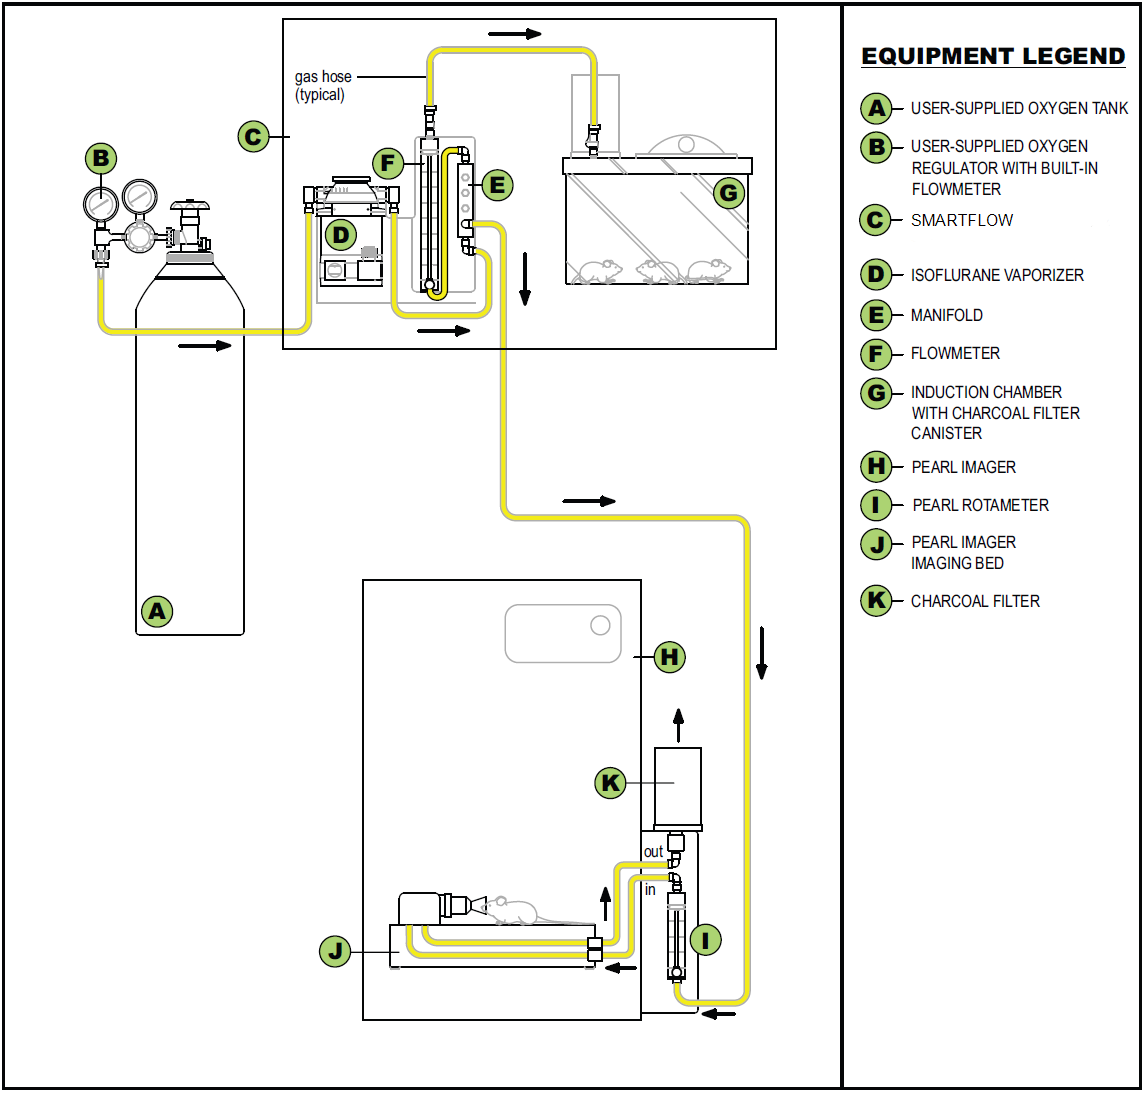 gas hose
(typical)
B
C
F
E
G
D
A
H
K
out
in
J
I
EQUIPMENT LEGEND
A USER-SUPPLIED OXYGEN TANK
B USER-SUPPLIED OXYGEN
REGULATOR WITH BUILT-IN
FLOWMETER
C SMARTFLOW
D ISOFLURANE VAPORIZER
E MANIFOLD
F FLOWMETER
G INDUCTION CHAMBER
WITH CHARCOAL FILTER
CANISTER
H PEARL IMAGER
I PEARL ROTAMETER
J PEARL IMAGER
IMAGING BED
K CHARCOAL FILTER